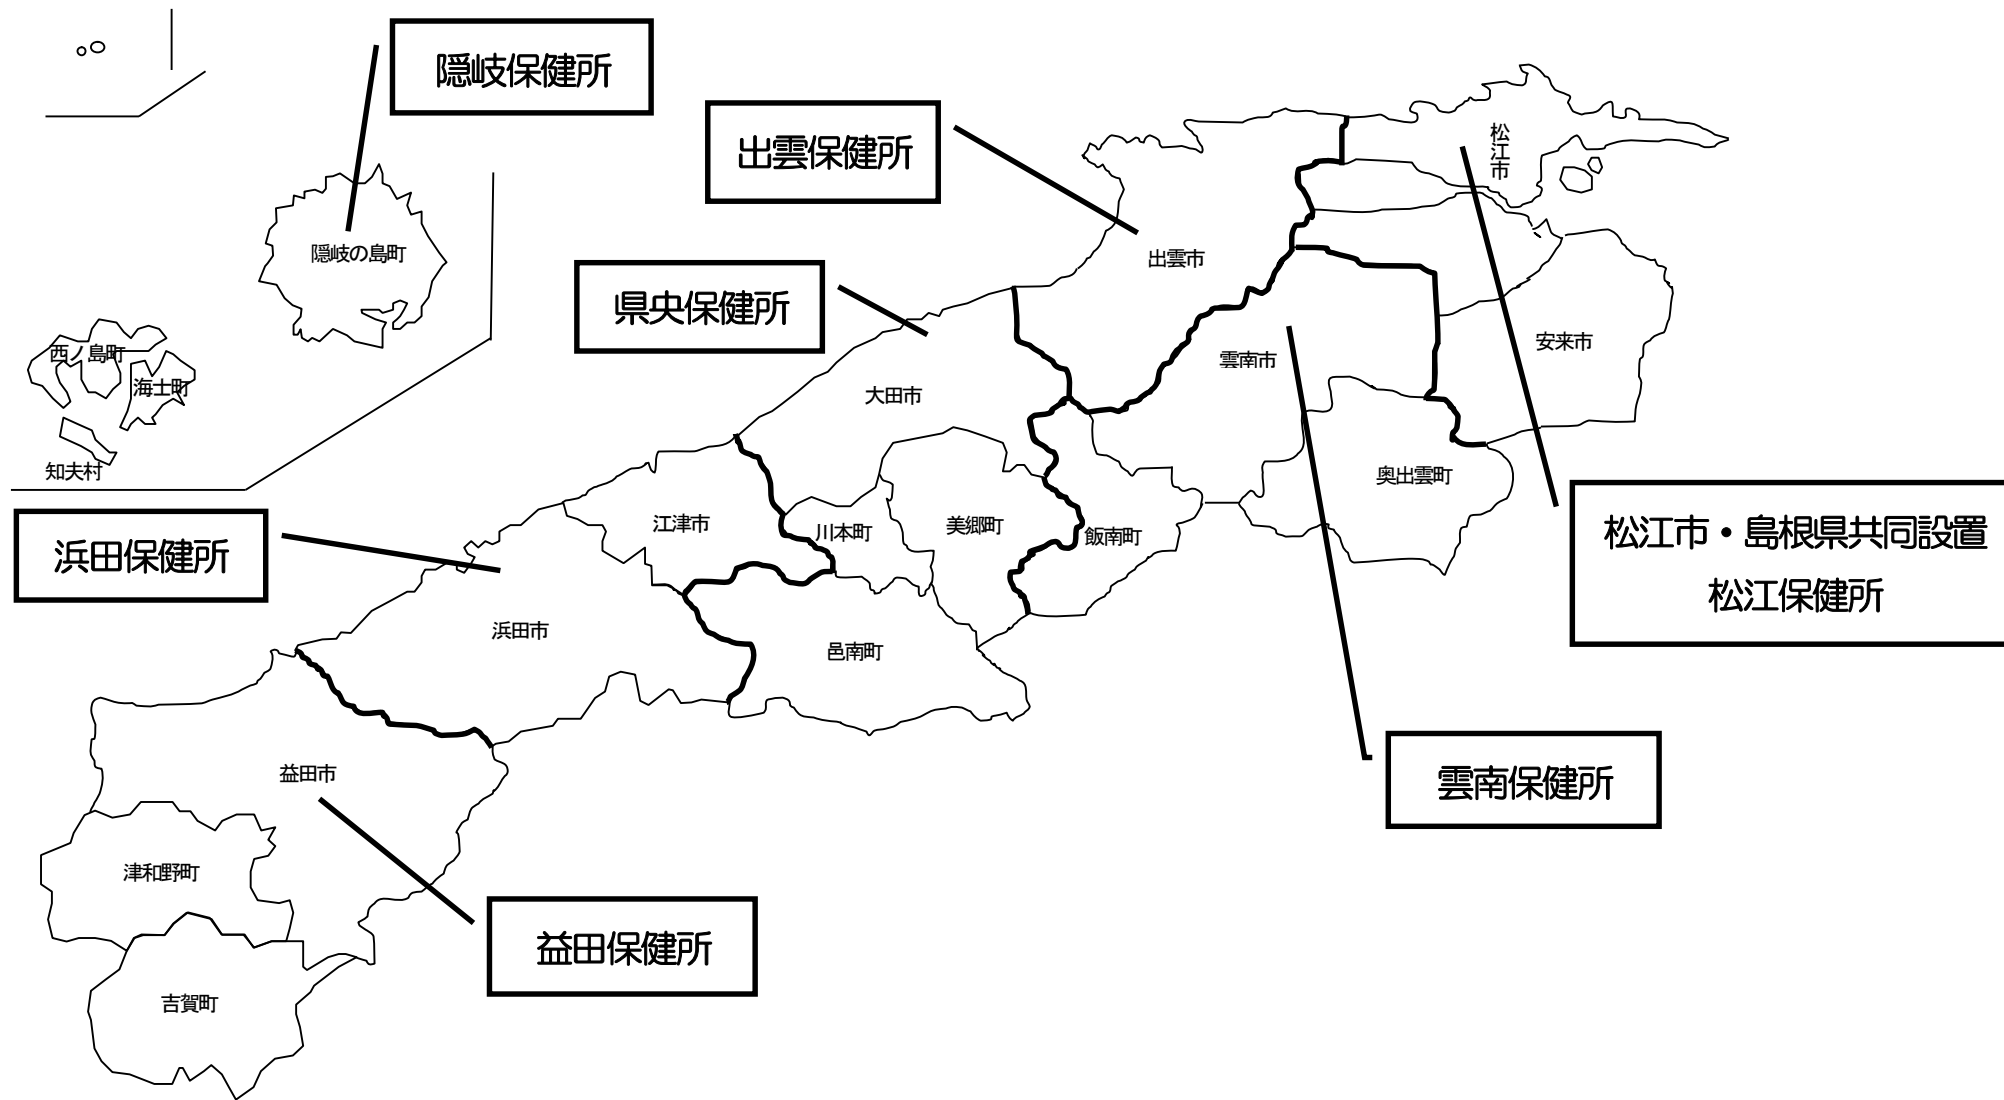 隠岐保健所
出雲保健所
松江市
隠岐の島町
出雲市
県央保健所
西ノ島町
海士町
大田市
雲南市
安来市
知夫村
奥出雲町
浜田保健所
江津市
川本町
美郷町
飯南町
松江市・島根県共同設置
松江保健所
浜田市
邑南町
益田市
雲南保健所
津和野町
益田保健所
吉賀町